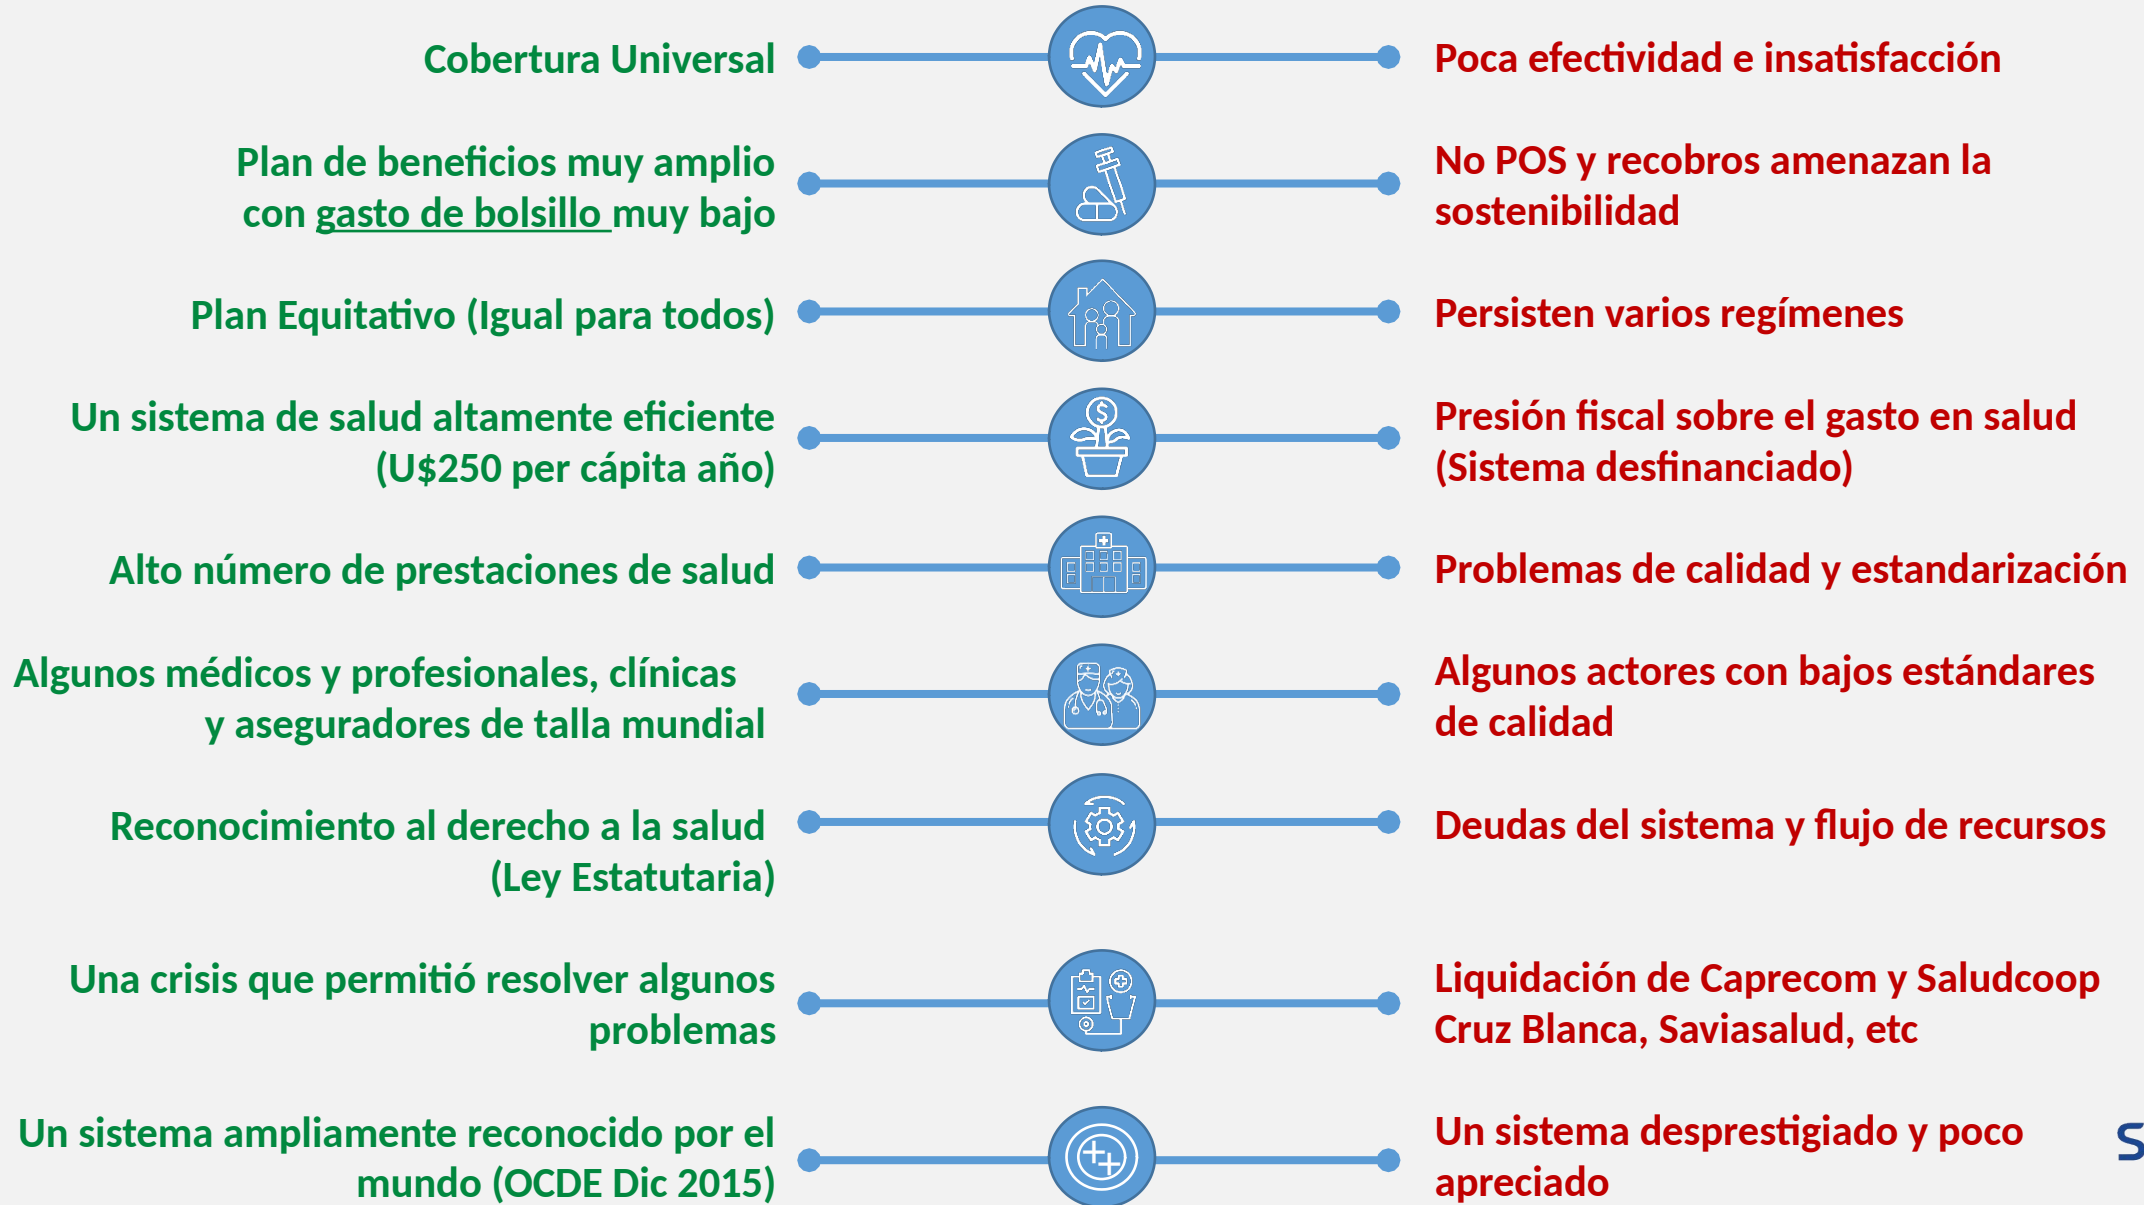 Cobertura Universal
Poca efectividad e insatisfacción
Plan de beneficios muy amplio
con gasto de bolsillo muy bajo
No POS y recobros amenazan la
sostenibilidad
Plan Equitativo (Igual para todos)
Persisten varios regímenes
Un sistema de salud altamente eficiente
(U$250 per cápita año)
Presión fiscal sobre el gasto en salud
(Sistema desfinanciado)
Alto número de prestaciones de salud
Problemas de calidad y estandarización
Algunos médicos y profesionales, clínicas
y aseguradores de talla mundial
Algunos actores con bajos estándares
de calidad
Reconocimiento al derecho a la salud
(Ley Estatutaria)
Deudas del sistema y flujo de recursos
Una crisis que permitió resolver algunos
problemas
Liquidación de Caprecom y Saludcoop
Cruz Blanca, Saviasalud, etc
Un sistema ampliamente reconocido por el
mundo (OCDE Dic 2015)
Un sistema desprestigiado y poco
apreciado